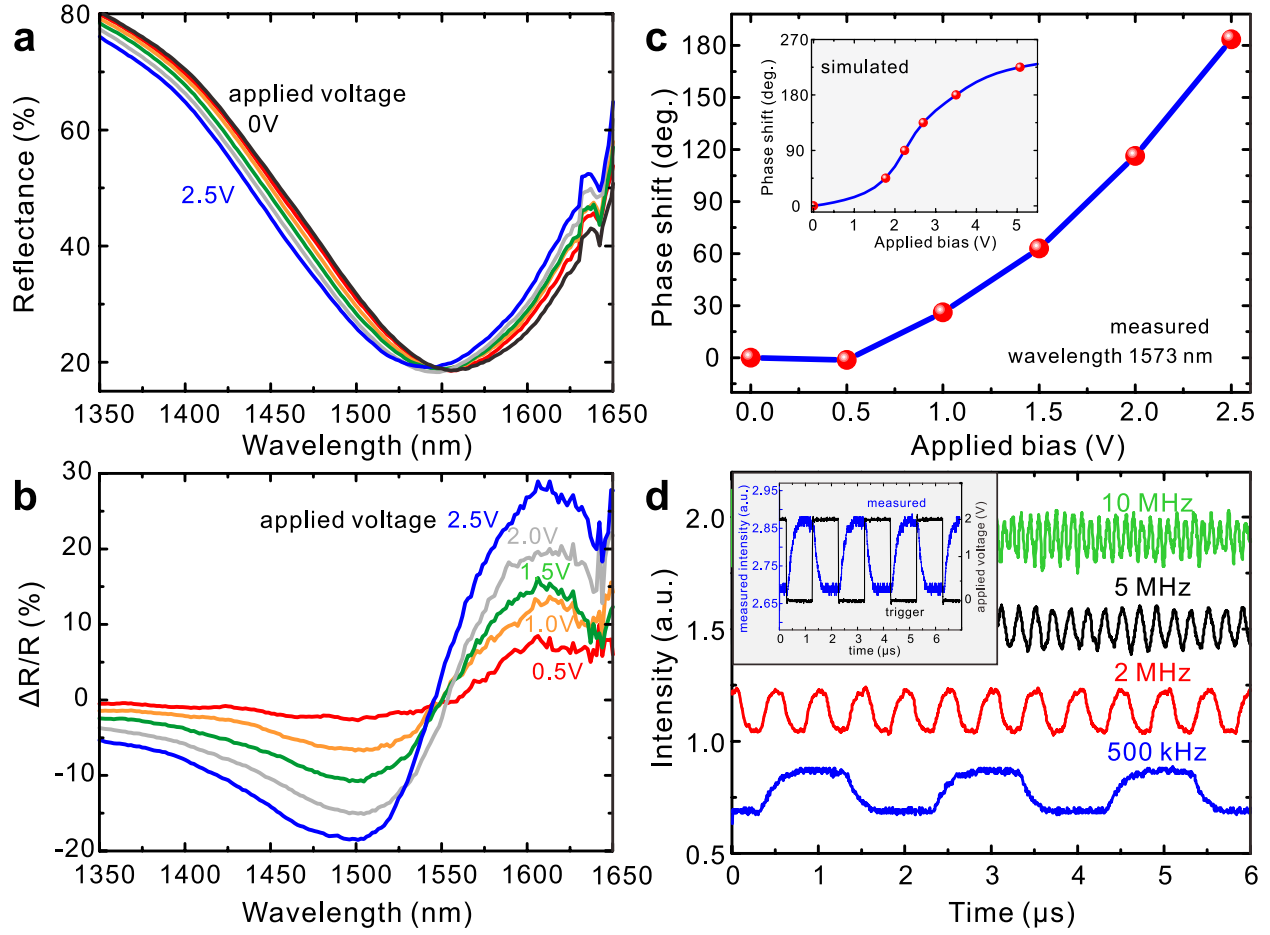 a
80
60
40
20
Reflectance (%)
applied voltage
0V
2.5V
1350 1400 1450 1500 1550 1600 1650
Wavelength (nm)
b
30
20
10
0
-10
-20
ΔR/R (%)
applied voltage 2.5V
2.0V
1.5V
1.0V
0.5V
1350 1400 1450 1500 1550 1600 1650
Wavelength (nm)
c
180
150
120
90
60
30
0
Phase shift (deg.)
270
180
90
0
Phase shift (deg.)
simulated
0 1 2 3 4 5
Applied bias (V)
measured
wavelength 1573 nm
0.0 0.5 1.0 1.5 2.0 2.5
Applied bias (V)
d
2.0
1.5
1.0
0.5
Intensity (a.u.)
2.95
2.85
2.75
2.65
measured intensity (a.u.)
measured
trigger
2
1
0
applied voltage (V)
0 1 2 3 4 5 6
time (µs)
10 MHz
5 MHz
2 MHz
500 kHz
0 1 2 3 4 5 6
Time (µs)